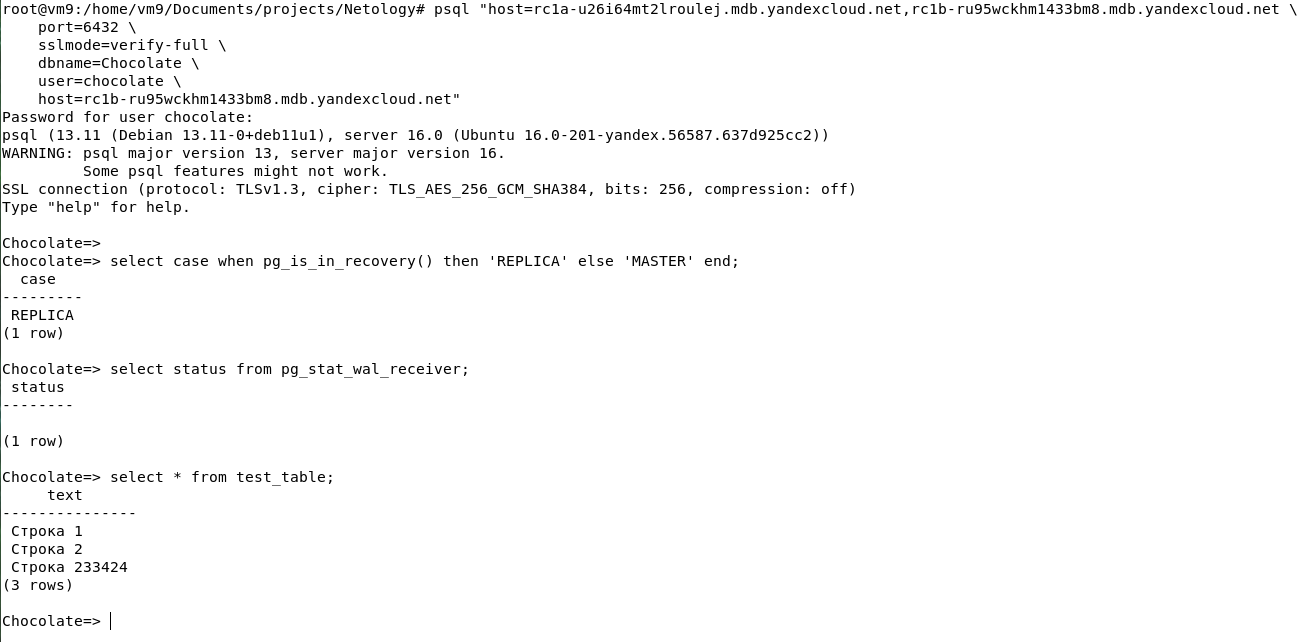 root@vm9:/home/vm9/Documents/projects/Netology# psql "host=rc1a-u26i64mt2lroulej.mdb.yandexcloud.net,rc1b-ru95wckhm1433bm8.mdb.yandexcloud.net \
    port=6432 \
    sslmode=verify-full \
    dbname=Chocolate \
    user=chocolate \
    host=rc1b-ru95wckhm1433bm8.mdb.yandexcloud.net"
Password for user chocolate:
psql (13.11 (Debian 13.11-0+deb11u1), server 16.0 (Ubuntu 16.0-201-yandex.56587.637d925cc2))
WARNING: psql major version 13, server major version 16.
         Some psql features might not work.
SSL connection (protocol: TLSv1.3, cipher: TLS_AES_256_GCM_SHA384, bits: 256, compression: off)
Type "help" for help.

Chocolate=>
Chocolate=> select case when pg_is_in_recovery() then 'REPLICA' else 'MASTER' end;
  case
---------
 REPLICA
(1 row)

Chocolate=> select status from pg_stat_wal_receiver;
 status
--------

(1 row)

Chocolate=> select * from test_table;
     text
---------------
 Строка 1
 Строка 2
 Строка 233424
(3 rows)

Chocolate=>